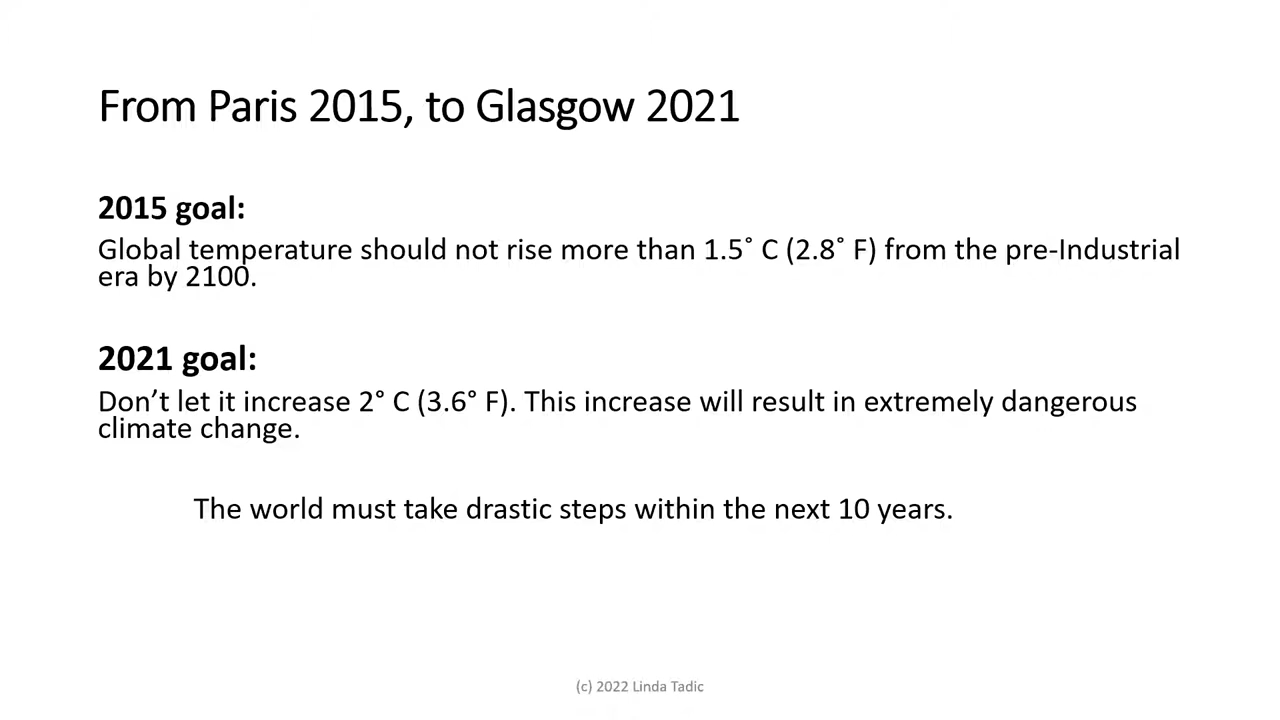 From Paris 2015, to Glasgow 2021
2015 goal:
Global temperature should not rise more than 1.5˚ C (2.8˚ F) from the pre-Industrial
era by 2100.
2021 goal:
Don’t let it increase 2° C (3.6° F). This increase will result in extremely dangerous
climate change.
The world must take drastic steps within the next 10 years.
(c) 2022 Linda Tadic